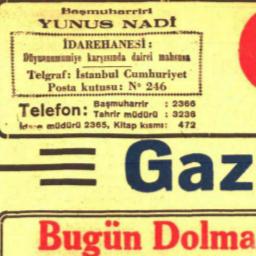 Başmuharriri
YUNUS NADİ
İDAREHANESİ:
Düyunuumumiye karşısında dairei mahsusa
Telgraf: İstanbul Cumhuriyet
Posta kutusu: No 246
Telefon: Başmuharrir : 2366
Tahrir müdürü : 3236
İdare müdürü 2365, Kitap kısmı: 472
Gaz
Bugün Dolma